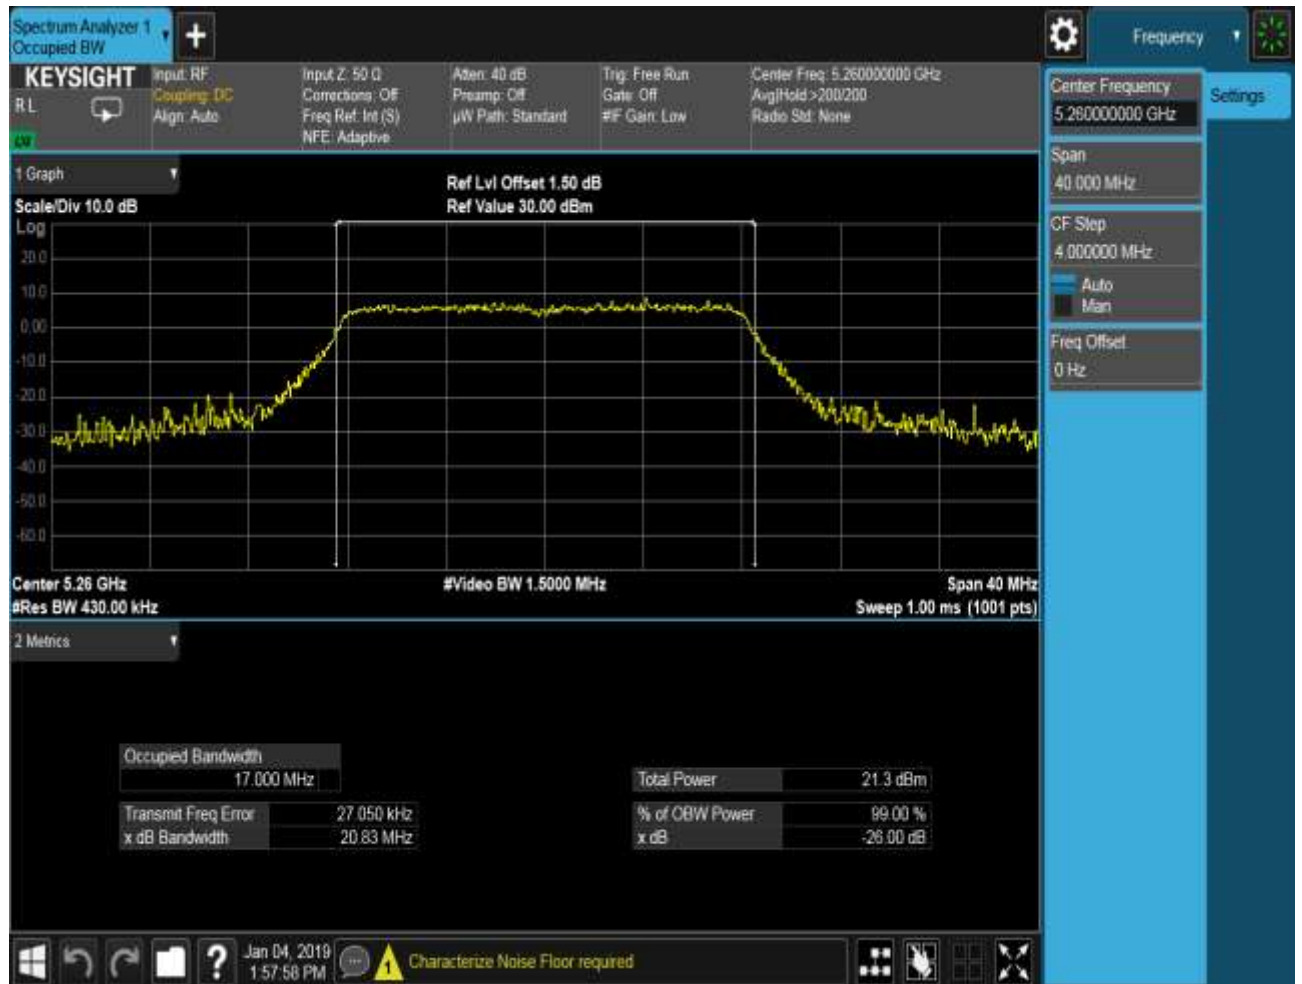 Spectrum Analyzer 1
Occupied BW
Frequency
KEYSIGHT
R L
Input: RF
Coupling: DC
Align: Auto
Input Z: 50 Ω
Corrections: Off
Freq Ref: Int (S)
NFE: Adaptive
Atten: 40 dB
Preamp: Off
µW Path: Standard
Trig: Free Run
Gate: Off
#IF Gain: Low
Center Freq: 5.260000000 GHz
Avg|Hold:>200/200
Radio Std: None
Center Frequency
5.260000000 GHz
Settings
Span
40.000 MHz
CF Step
4.000000 MHz
Auto
Man
Freq Offset
0 Hz
1 Graph
Scale/Div 10.0 dB
Ref Lvl Offset 1.50 dB
Ref Value 30.00 dBm
Log
20.0
10.0
0.00
-10.0
-20.0
-30.0
-40.0
-50.0
-60.0
Center 5.26 GHz
#Video BW 1.5000 MHz
Span 40 MHz
#Res BW 430.00 kHz
Sweep 1.00 ms (1001 pts)
2 Metrics
Occupied Bandwidth
17.000 MHz
Total Power 21.3 dBm
Transmit Freq Error 27.050 kHz
% of OBW Power 99.00 %
x dB Bandwidth 20.83 MHz
x dB -26.00 dB
?
Jan 04, 2019
1:57:58 PM
1
Characterize Noise Floor required